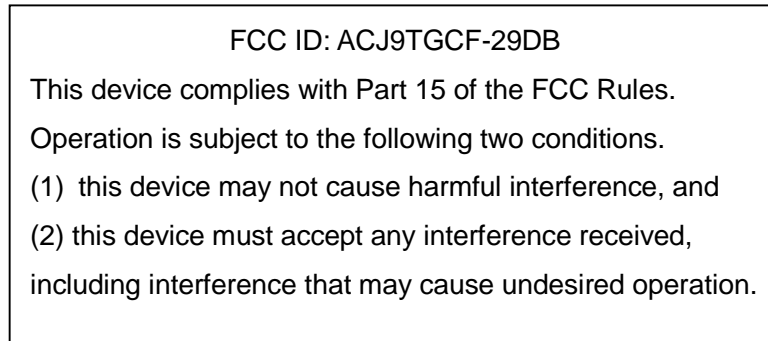 FCC ID: ACJ9TGCF-29DB
This device complies with Part 15 of the FCC Rules.
Operation is subject to the following two conditions.
(1) this device may not cause harmful interference, and
(2) this device must accept any interference received,
including interference that may cause undesired operation.